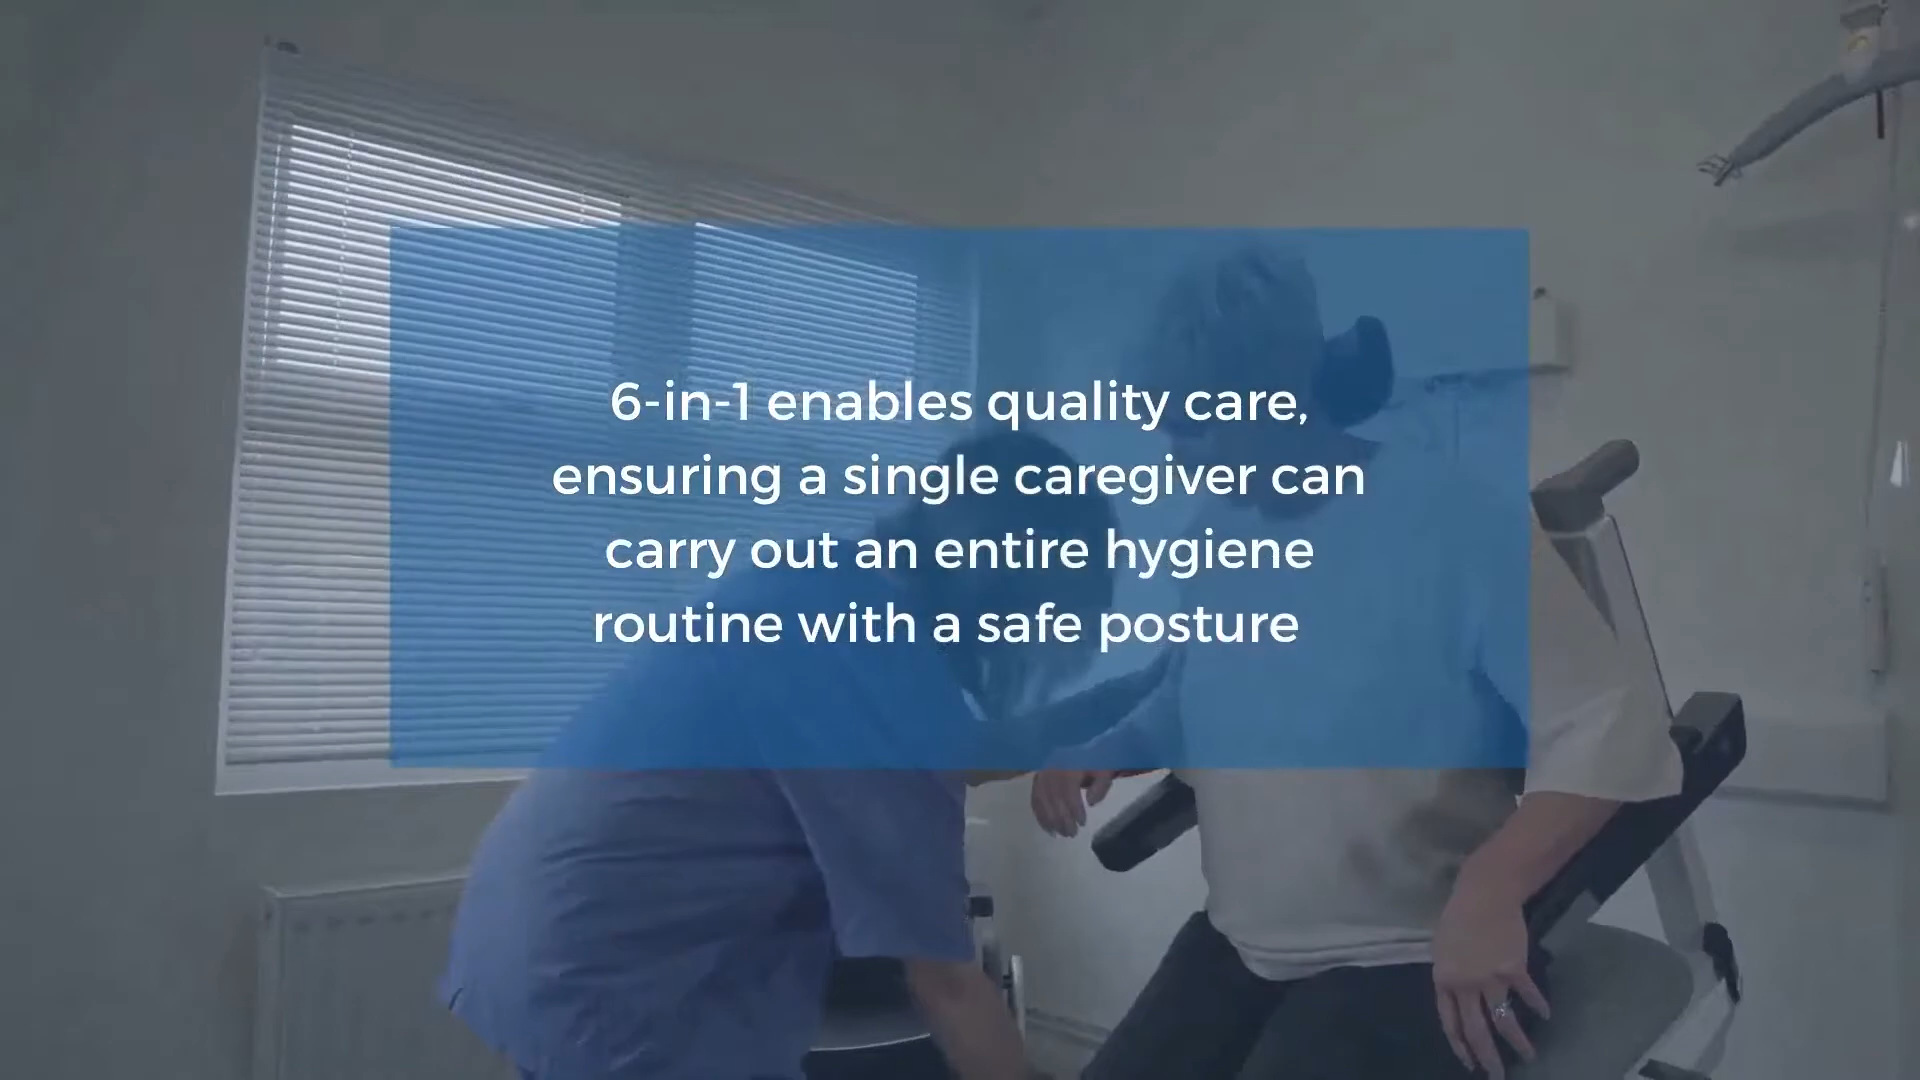 6-in-1 enables quality care,
ensuring a single caregiver can
carry out an entire hygiene
routine with a safe posture